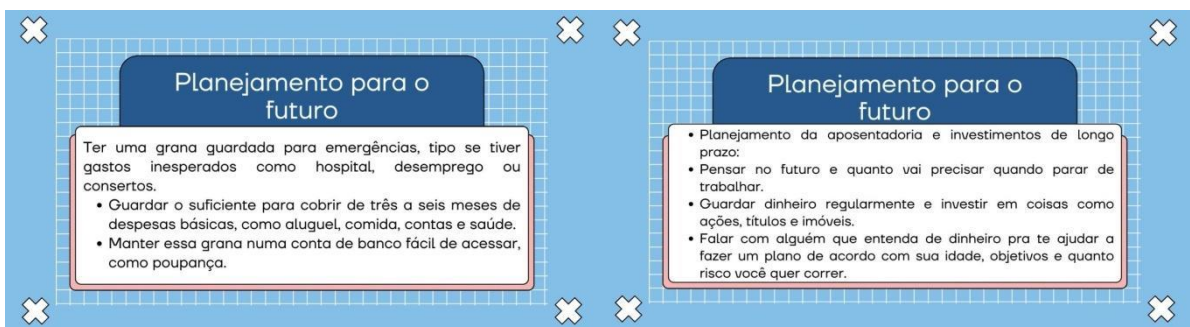 Planejamento para o
futuro
Ter uma grana guardada para emergências, tipo se tiver
gastos inesperados como hospital, desemprego ou
consertos.
• Guardar o suficiente para cobrir de três a seis meses de
despesas básicas, como aluguel, comida, contas e saúde.
• Manter essa grana numa conta de banco fácil de acessar,
como poupança.
Planejamento para o
futuro
• Planejamento da aposentadoria e investimentos de longo
prazo:
• Pensar no futuro e quanto vai precisar quando parar de
trabalhar.
• Guardar dinheiro regularmente e investir em coisas como
ações, títulos e imóveis.
• Falar com alguém que entenda de dinheiro pra te ajudar a
fazer um plano de acordo com sua idade, objetivos e quanto
risco você quer correr.